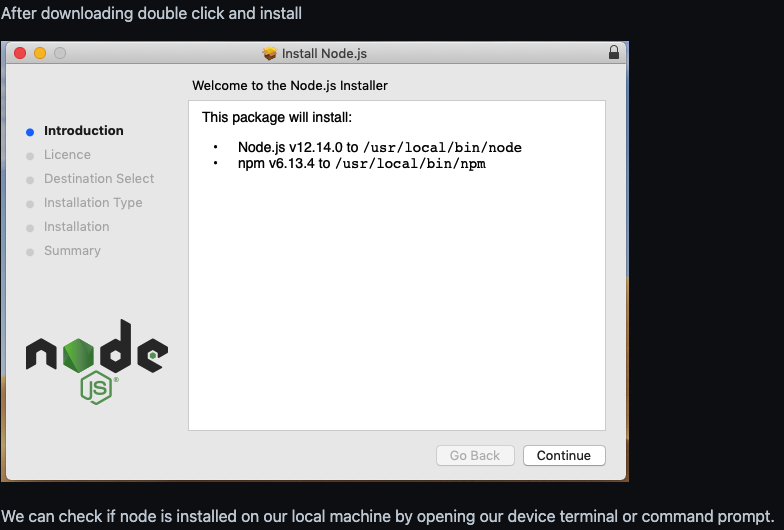 After downloading double click and install
Install Node.js
Welcome to the Node.js Installer
Introduction
Licence
Destination Select
Installation Type
Installation
Summary
This package will install:
• Node.js v12.14.0 to /usr/local/bin/node
• npm v6.13.4 to /usr/local/bin/npm
node
JS®
Go Back
Continue
We can check if node is installed on our local machine by opening our device terminal or command prompt.